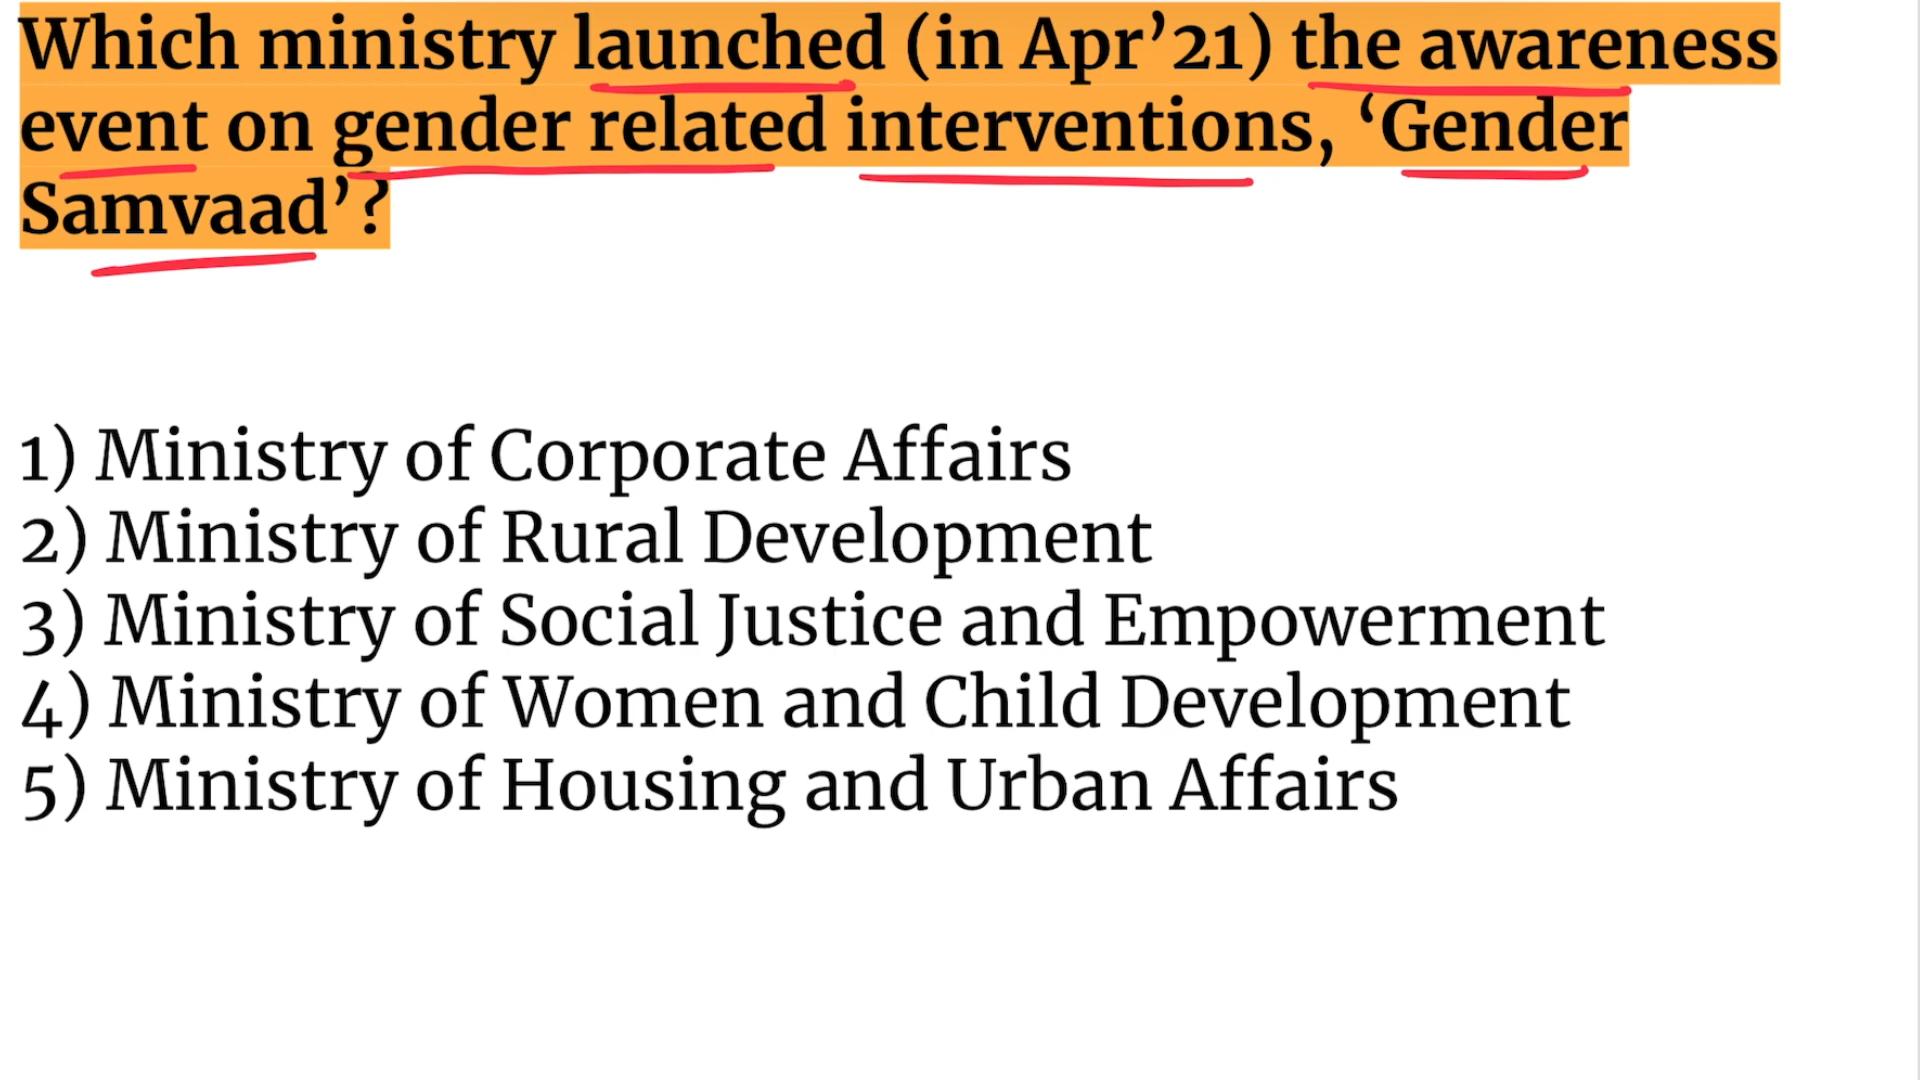 Which ministry launched (in Apr’21) the awareness
event on gender related interventions, ‘Gender
Samvaad’?
1) Ministry of Corporate Affairs
2) Ministry of Rural Development
3) Ministry of Social Justice and Empowerment
4) Ministry of Women and Child Development
5) Ministry of Housing and Urban Affairs